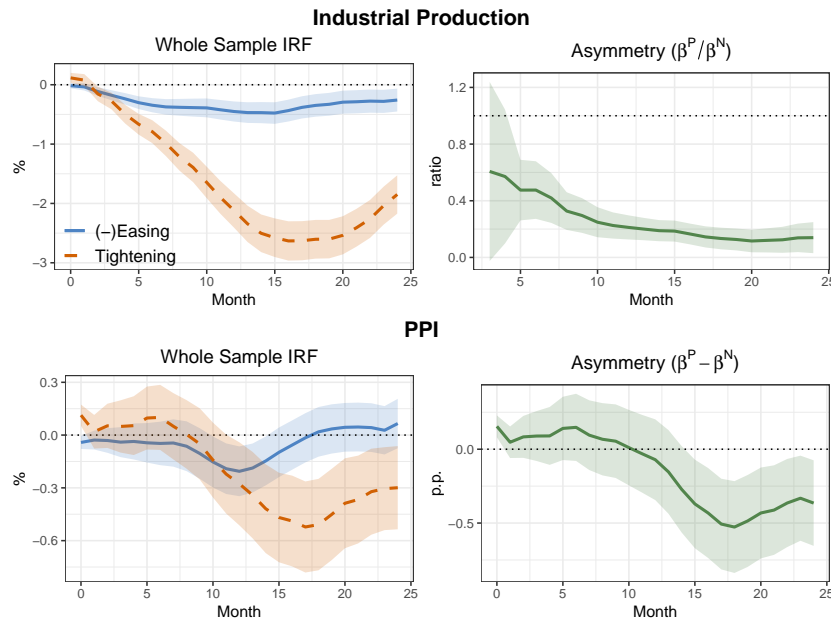 Industrial Production
Whole Sample IRF
0
−1
−2
−3
%
(-)Easing
Tightening
0 5 10 15 20 25
Month
Asymmetry (β^P/β^N)
1.2
0.8
0.4
0.0
ratio
5 10 15 20 25
Month
PPI
Whole Sample IRF
0.3
0.0
−0.3
−0.6
%
0 5 10 15 20 25
Month
Asymmetry (β^P − β^N)
0.0
−0.5
p.p.
0 5 10 15 20 25
Month